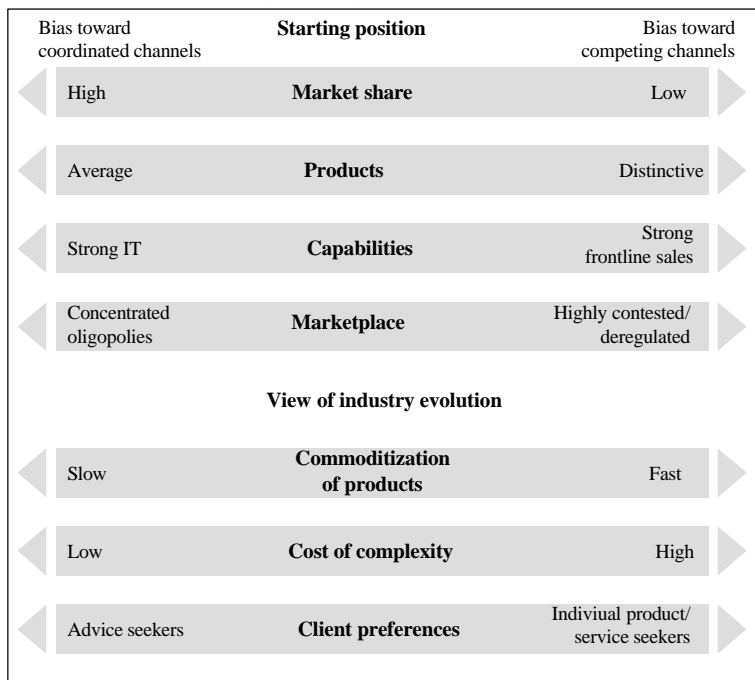 Bias toward
coordinated channels
Starting position
Bias toward
competing channels
High
Market share
Low
Average
Products
Distinctive
Strong IT
Capabilities
Strong
frontline sales
Concentrated
oligopolies
Marketplace
Highly contested/
deregulated
View of industry evolution
Slow
Commoditization
of products
Fast
Low
Cost of complexity
High
Advice seekers
Client preferences
Indiviual product/
service seekers